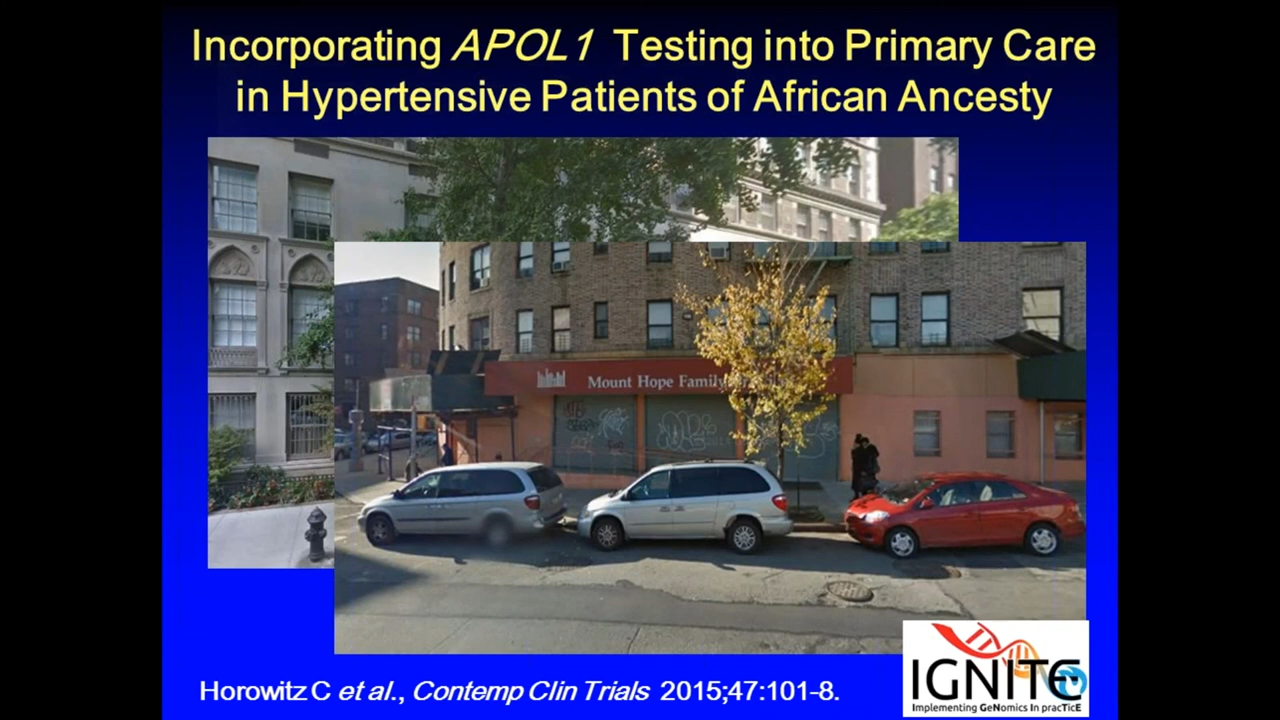 Incorporating APOL1 Testing into Primary Care
in Hypertensive Patients of African Ancesty
Mount Hope Family
Horowitz C et al., Contemp Clin Trials 2015;47:101-8.
IGNITE
Implementing GeNomics In pracTicE